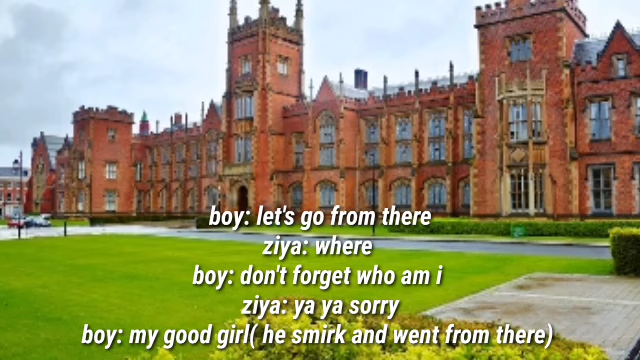 boy: let's go from there
ziya: where
boy: don't forget who am i
ziya: ya ya sorry
boy: my good girl( he smirk and went from there)